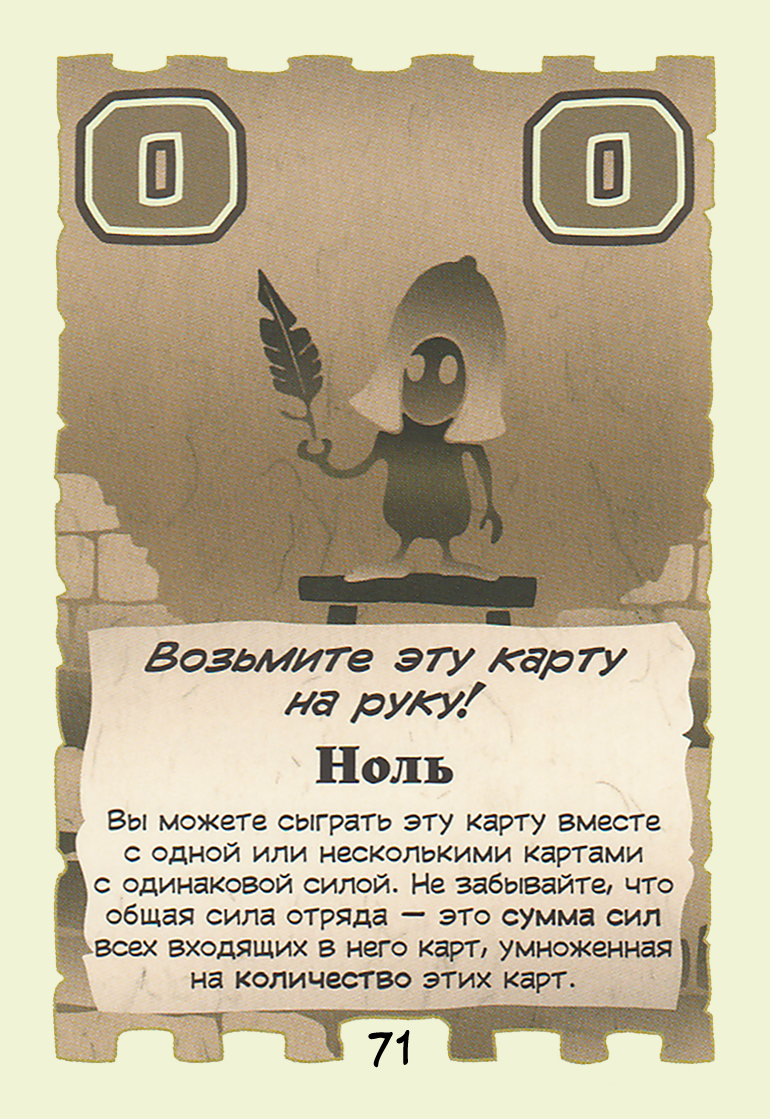 0 0
Возьмите эту карту
на руку!
Ноль
Вы можете сыграть эту карту вместе
с одной или несколькими картами
с одинаковой силой. Не забывайте, что
общая сила отряда — это сумма сил
всех входящих в него карт, умноженная
на количество этих карт.
71